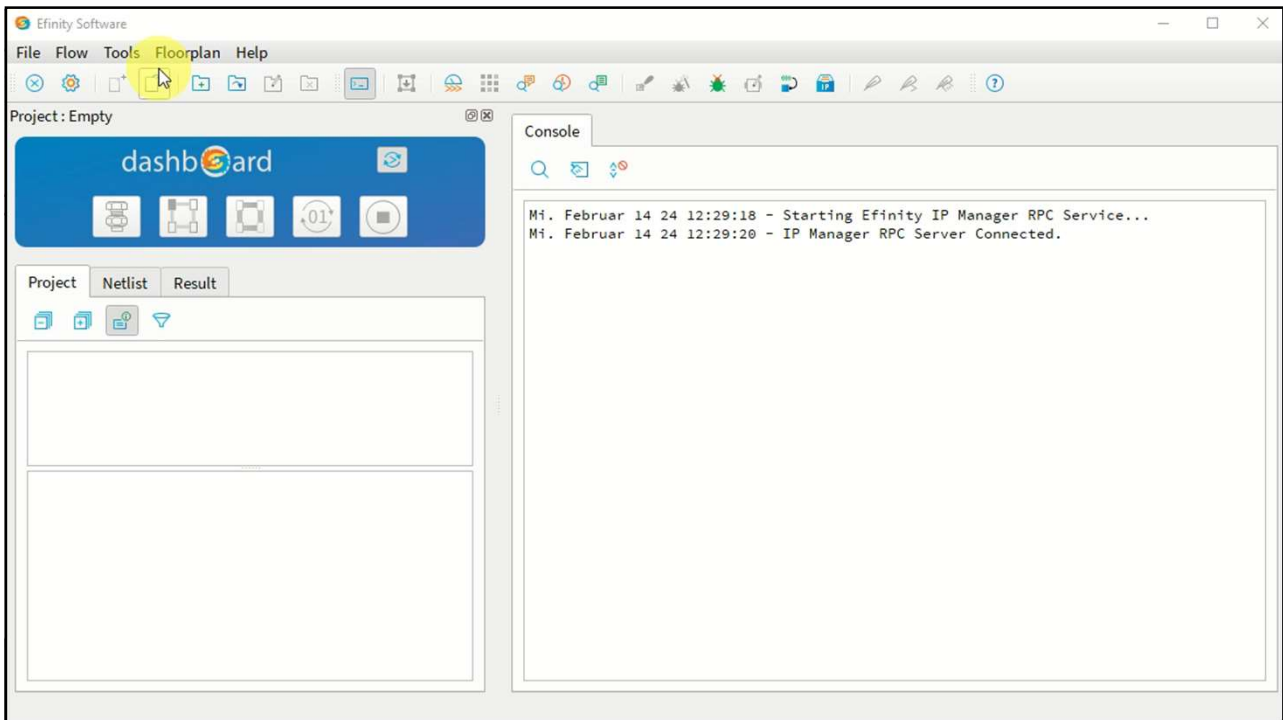 Efinity Software
File Flow Tools Floorplan Help
Project : Empty
dashboard
01
Project Netlist Result
Console
Mi. Februar 14 24 12:29:18 - Starting Efinity IP Manager RPC Service...
Mi. Februar 14 24 12:29:20 - IP Manager RPC Server Connected.
IP